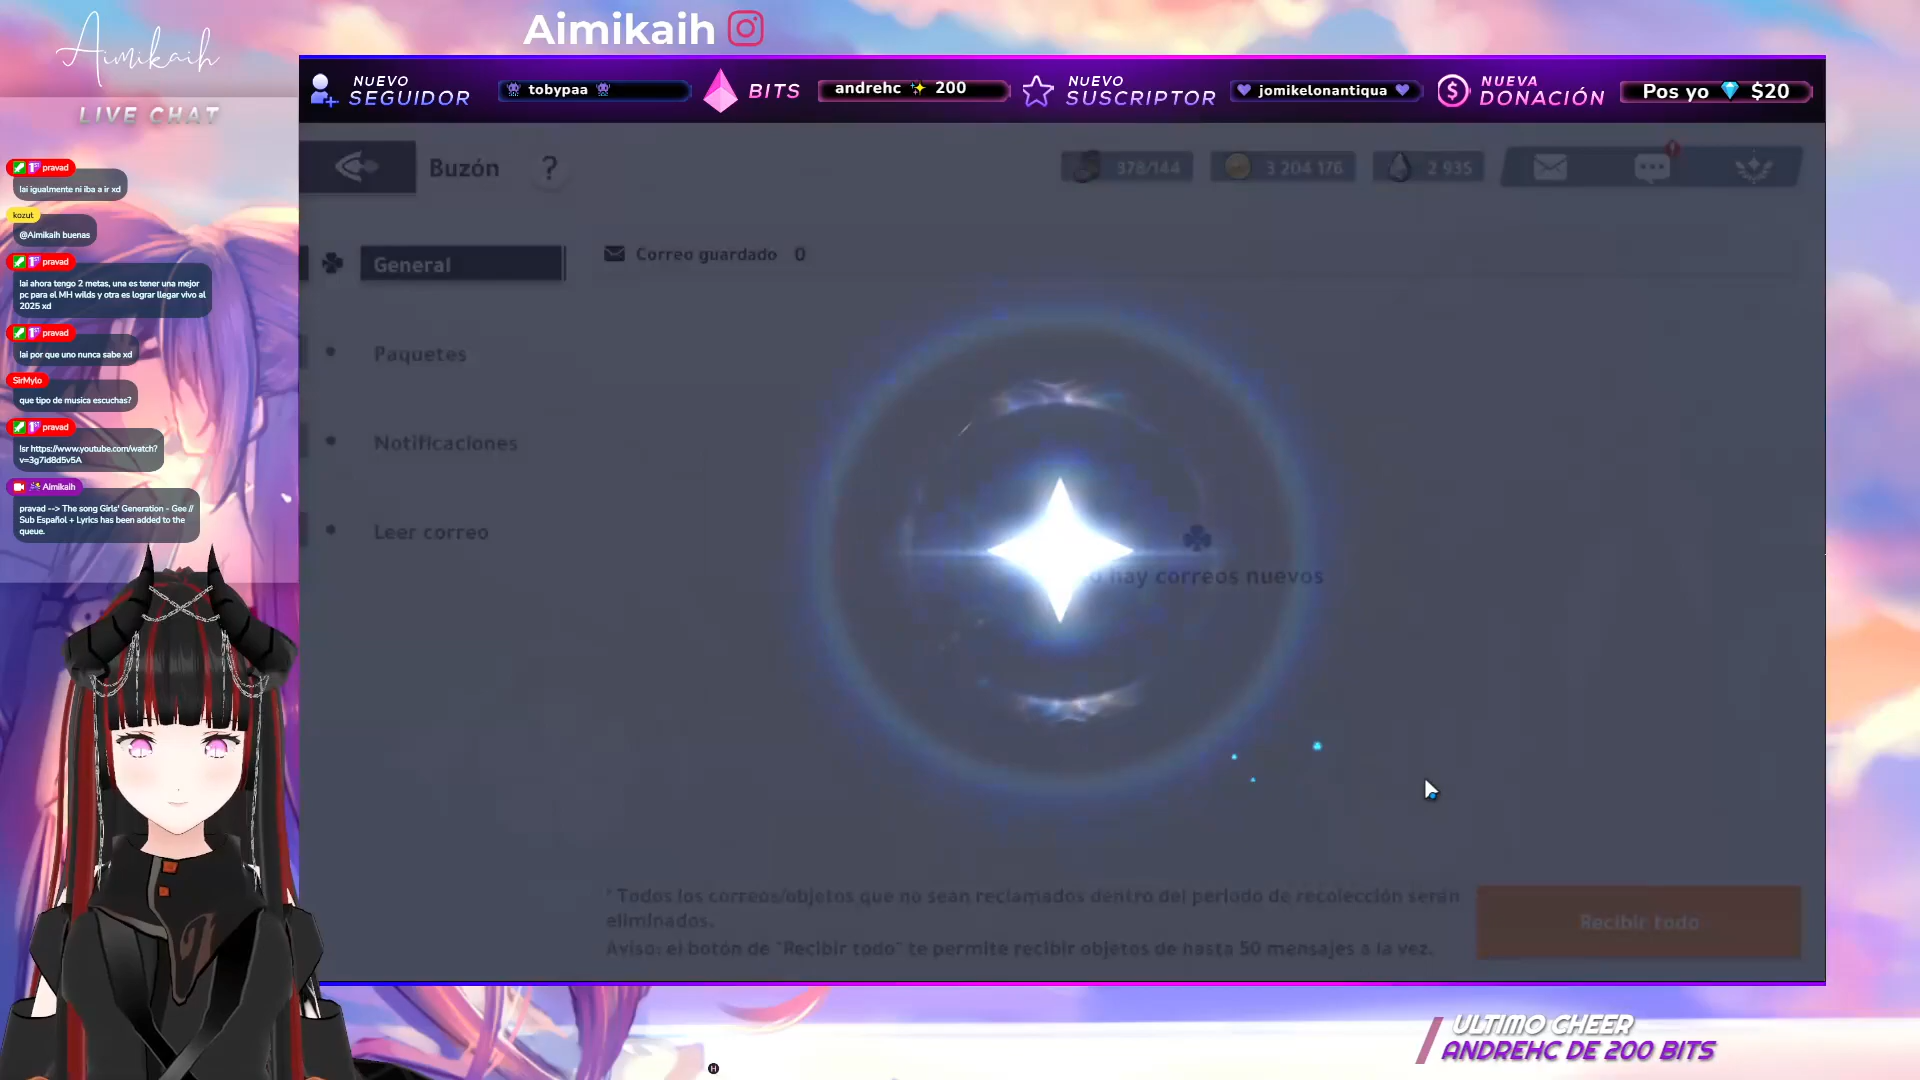 Aimikaih
Aimikaih
LIVE CHAT
NUEVO
SEGUIDOR
tobypaa
BITS
andrehc ✨ 200
NUEVO
SUSCRIPTOR
jomikelonantiqua
NUEVA
DONACIÓN
Pos yo 💎 $20
Buzón
?
378/144
3 204 176
2 935
General
Correo guardado 0
Paquetes
Notificaciones
Leer correo
hay correos nuevos
* Todos los correos/objetos que no sean reclamados dentro del periodo de recolección serán
eliminados.
Aviso: el botón de "Recibir todo" te permite recibir objetos de hasta 50 mensajes a la vez.
Recibir todo
pravad
!ai igualmente ni iba a ir xd
kozut
@Aimikaih buenas
pravad
!ai ahora tengo 2 metas, una es tener una mejor
pc para el MH wilds y otra es lograr llegar vivo al
2025 xd
pravad
!ai por que uno nunca sabe xd
SirMylo
que tipo de musica escuchas?
pravad
!sr https://www.youtube.com/watch?
v=3g7id8d5v5A
Aimikaih
pravad --> The song Girls' Generation - Gee //
Sub Español + Lyrics has been added to the
queue.
ULTIMO CHEER
ANDREHC DE 200 BITS